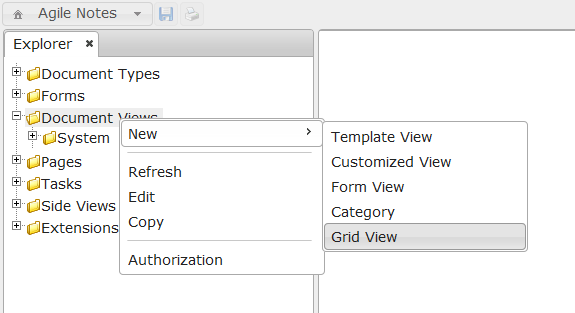 Agile Notes
Explorer
Document Types
Forms
Document Views
System
Pages
Tasks
Side Views
Extensions
New
Refresh
Edit
Copy
Authorization
Template View
Customized View
Form View
Category
Grid View